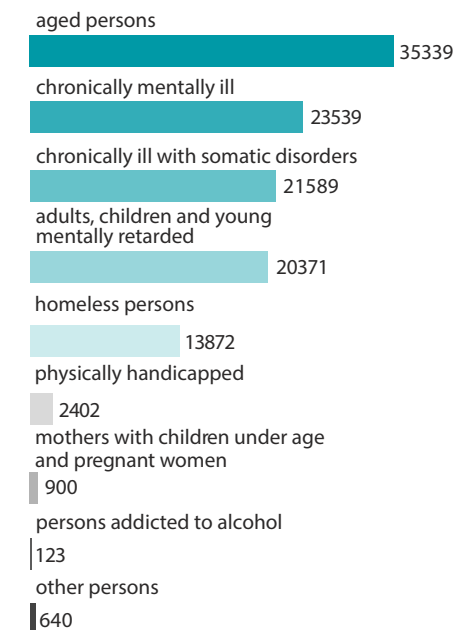 aged persons
35339
chronically mentally ill
23539
chronically ill with somatic disorders
21589
adults, children and young
mentally retarded
20371
homeless persons
13872
physically handicapped
2402
mothers with children under age
and pregnant women
900
persons addicted to alcohol
123
other persons
640